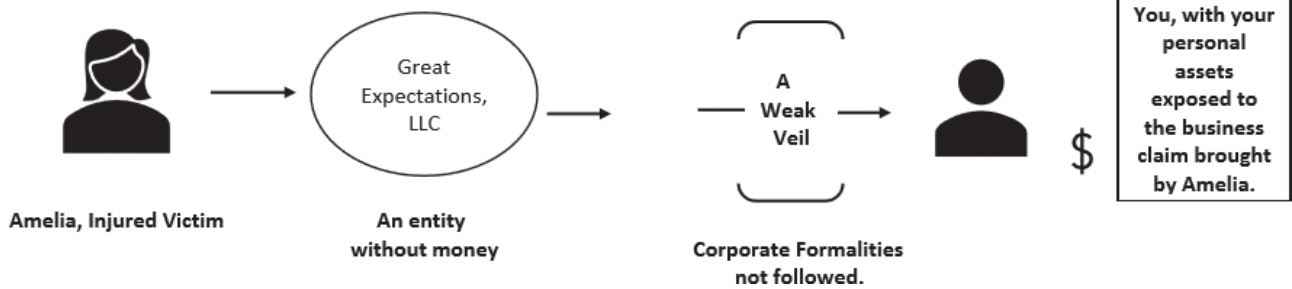 Great
Expectations,
LLC
A
Weak
Veil
$
You, with your
personal
assets
exposed to
the business
claim brought
by Amelia.
Amelia, Injured Victim
An entity
without money
Corporate Formalities
not followed.